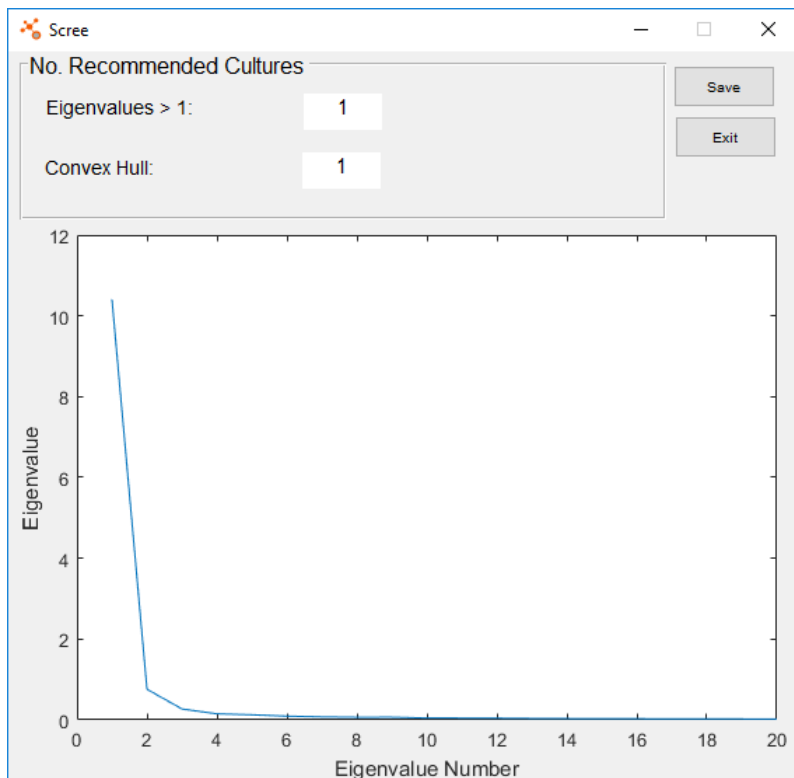 Scree
No. Recommended Cultures
Eigenvalues > 1:
1
Save
Exit
Convex Hull:
1
12
10
8
6
4
2
0
Eigenvalue
0 2 4 6 8 10 12 14 16 18 20
Eigenvalue Number